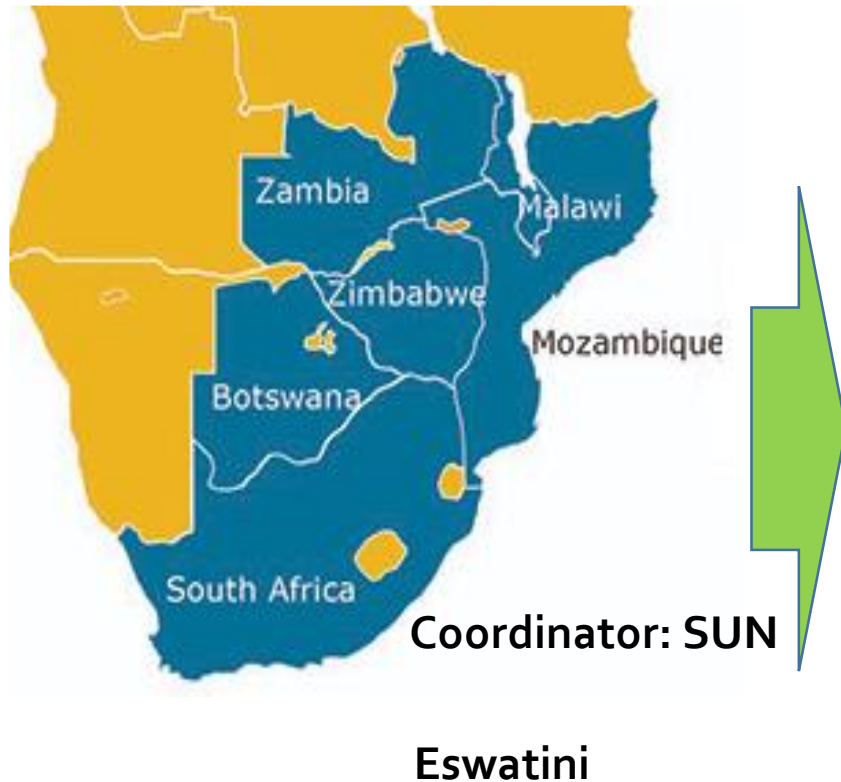 Zambia
Malawi
Zimbabwe
Mozambique
Botswana
South Africa
Coordinator: SUN
Eswatini